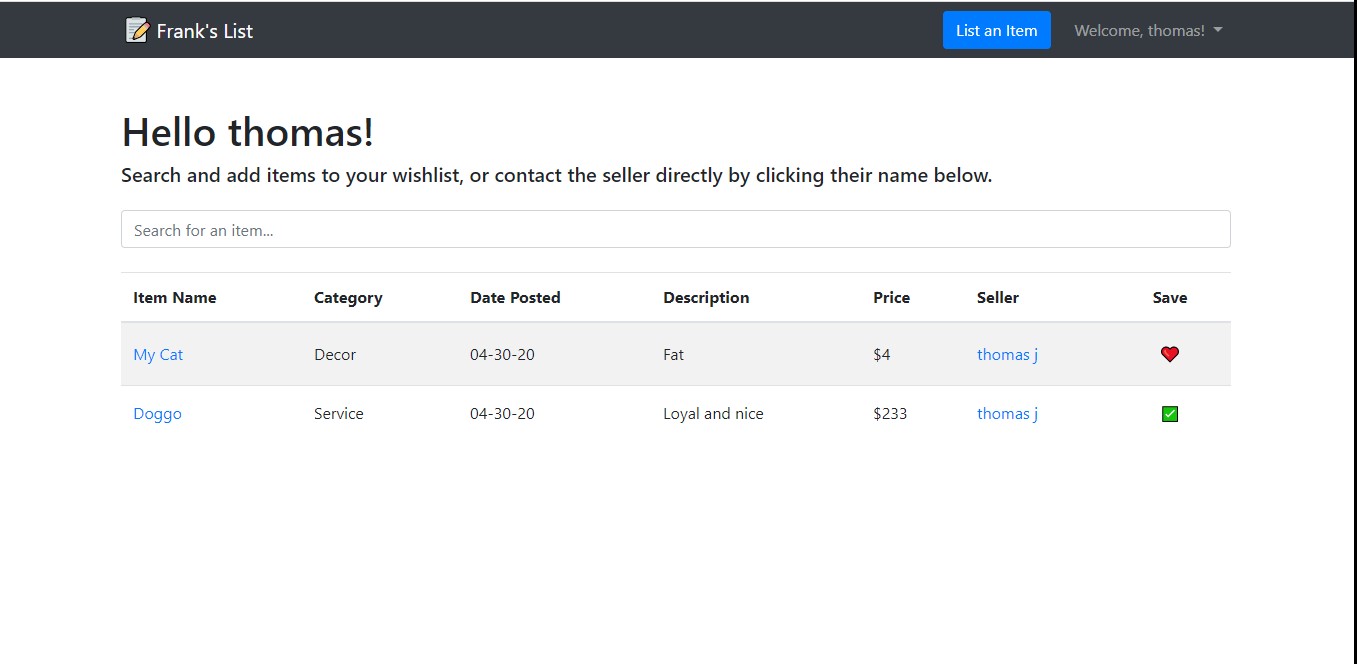 Frank's List List an Item Welcome, thomas!
Hello thomas!
Search and add items to your wishlist, or contact the seller directly by clicking their name below.
Search for an item...
Item Name Category Date Posted Description Price Seller Save
My Cat Decor 04-30-20 Fat $4 thomas j
Doggo Service 04-30-20 Loyal and nice $233 thomas j